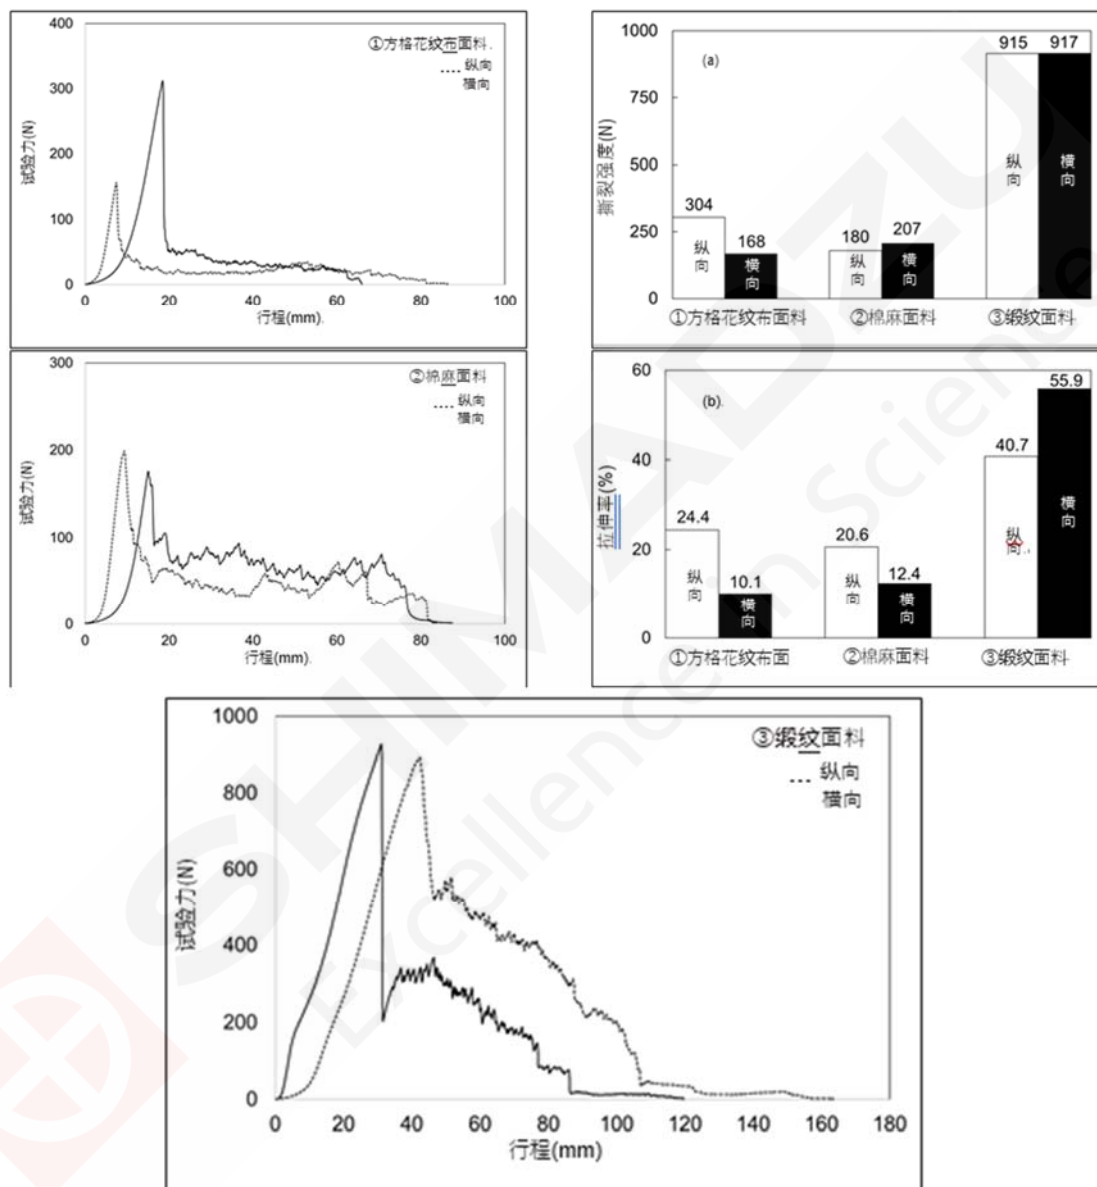 400
300
200
100
0
试验力(N)
①方格花纹布面料.
纵向
横向
0 20 40 60 80 100
行程(mm).
1000
750
500
250
0
撕裂强度(N)
(a)
304
168
180
207
915
917
纵向
横向
纵向
横向
纵向
横向
①方格花纹布面料 ②棉麻面料 ③缎纹面料
300
200
100
0
试验力(N)
②棉麻面料
纵向
横向
0 20 40 60 80 100
行程(mm).
60
40
20
0
拉伸率(%)
(b).
24.4
10.1
20.6
12.4
40.7
55.9
纵向
横向
纵向
横向
纵向.,
横向
①方格花纹布面 ②棉麻面料 ③缎纹面料
1000
800
600
400
200
0
试验力(N)
③缎纹面料
纵向
横向
0 20 40 60 80 100 120 140 160 180
行程(mm)
SHIMADZU
Excellence in Science